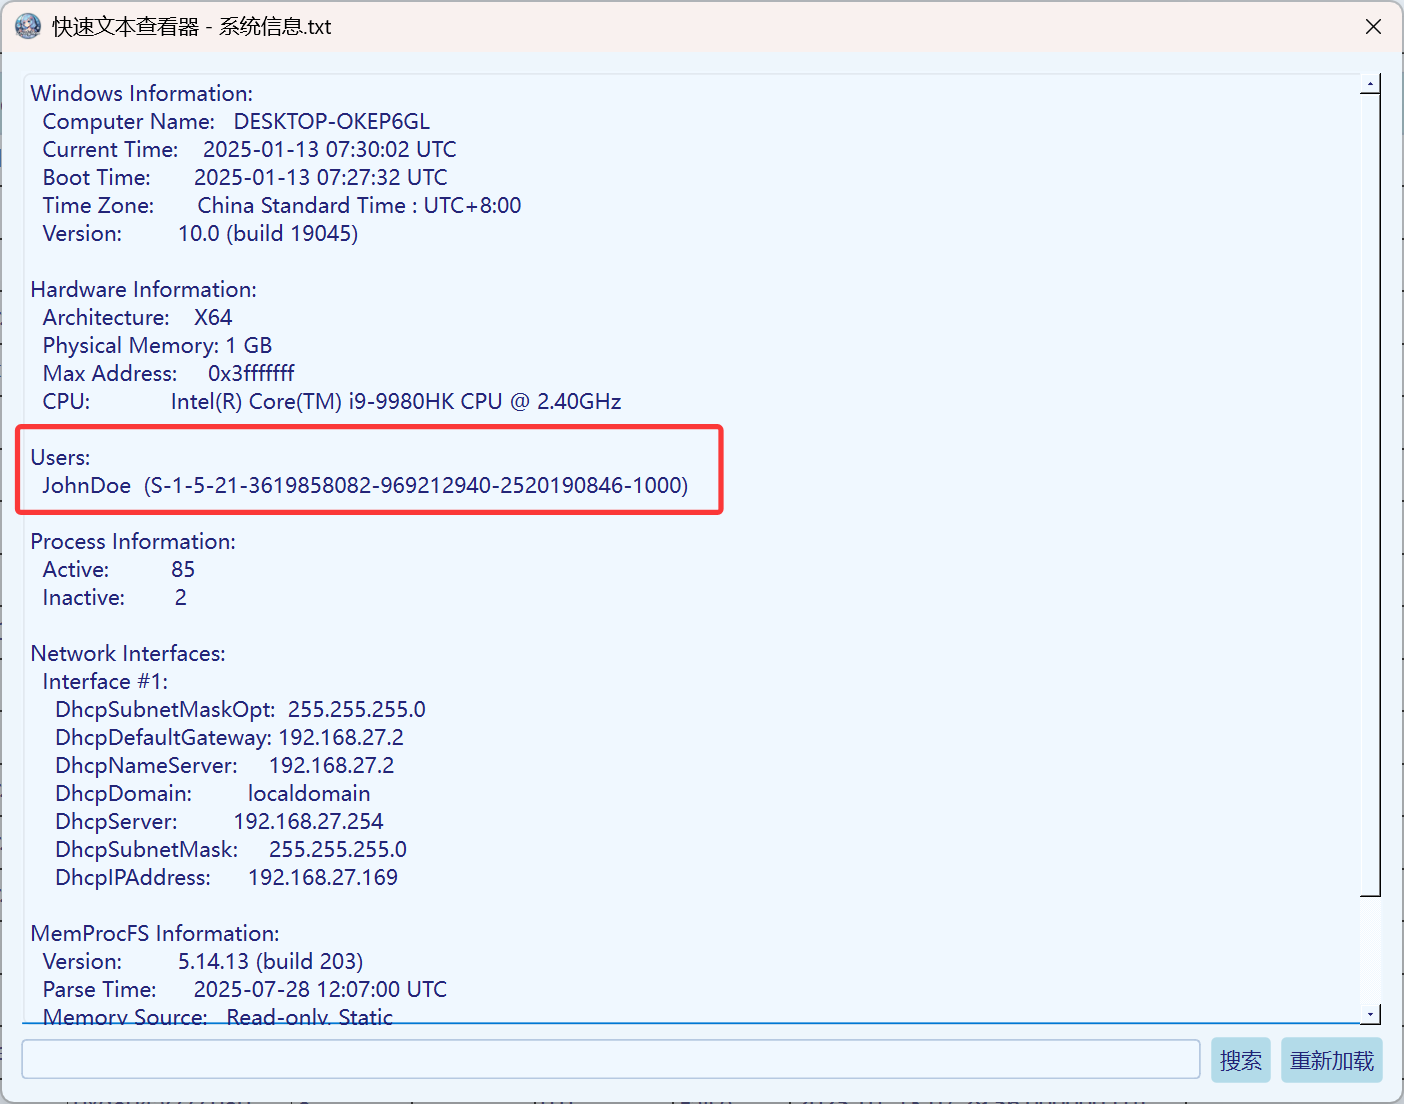 快速文本查看器 - 系统信息.txt
Windows Information:
Computer Name: DESKTOP-OKEP6GL
Current Time: 2025-01-13 07:30:02 UTC
Boot Time: 2025-01-13 07:27:32 UTC
Time Zone: China Standard Time : UTC+8:00
Version: 10.0 (build 19045)
Hardware Information:
Architecture: X64
Physical Memory: 1 GB
Max Address: 0x3fffffff
CPU: Intel(R) Core(TM) i9-9980HK CPU @ 2.40GHz
Users:
JohnDoe (S-1-5-21-3619858082-969212940-2520190846-1000)
Process Information:
Active: 85
Inactive: 2
Network Interfaces:
Interface #1:
DhcpSubnetMaskOpt: 255.255.255.0
DhcpDefaultGateway: 192.168.27.2
DhcpNameServer: 192.168.27.2
DhcpDomain: localdomain
DhcpServer: 192.168.27.254
DhcpSubnetMask: 255.255.255.0
DhcpIPAddress: 192.168.27.169
MemProcFS Information:
Version: 5.14.13 (build 203)
Parse Time: 2025-07-28 12:07:00 UTC
Memory Source: Read-only, Static
搜索 重新加载